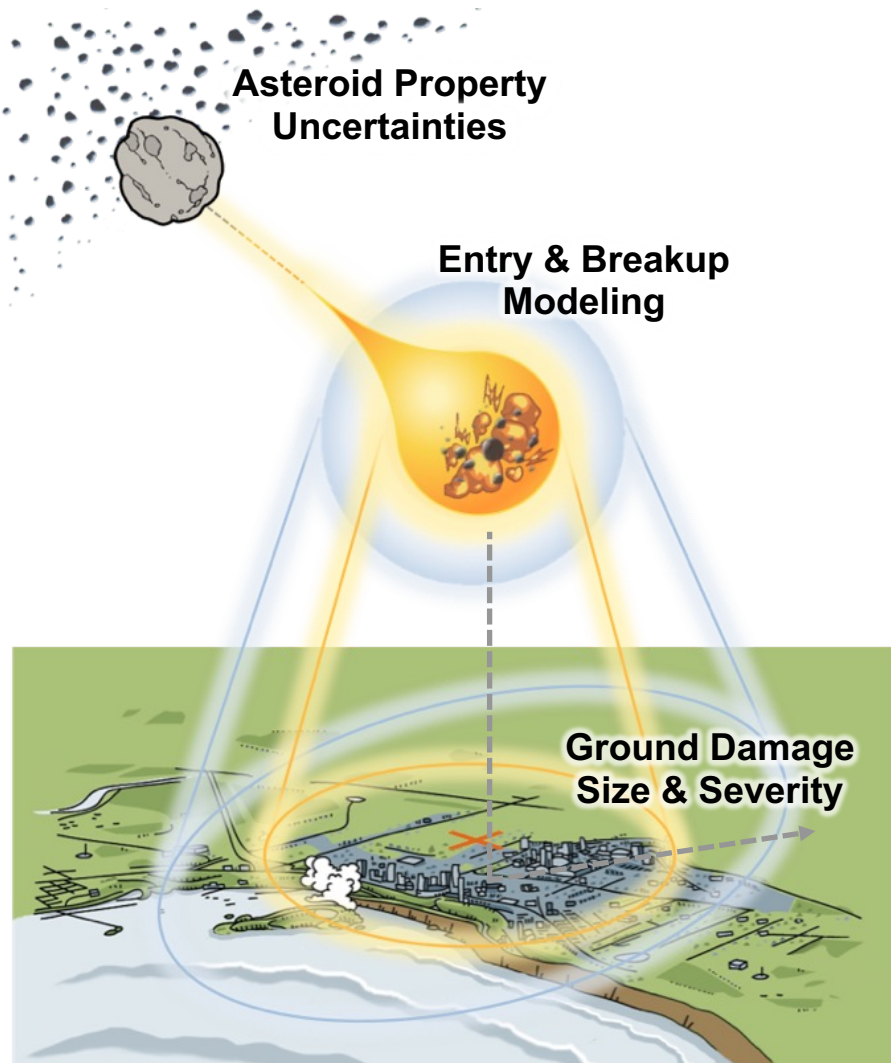 Asteroid Property
Uncertainties
Entry & Breakup
Modeling
Ground Damage
Size & Severity